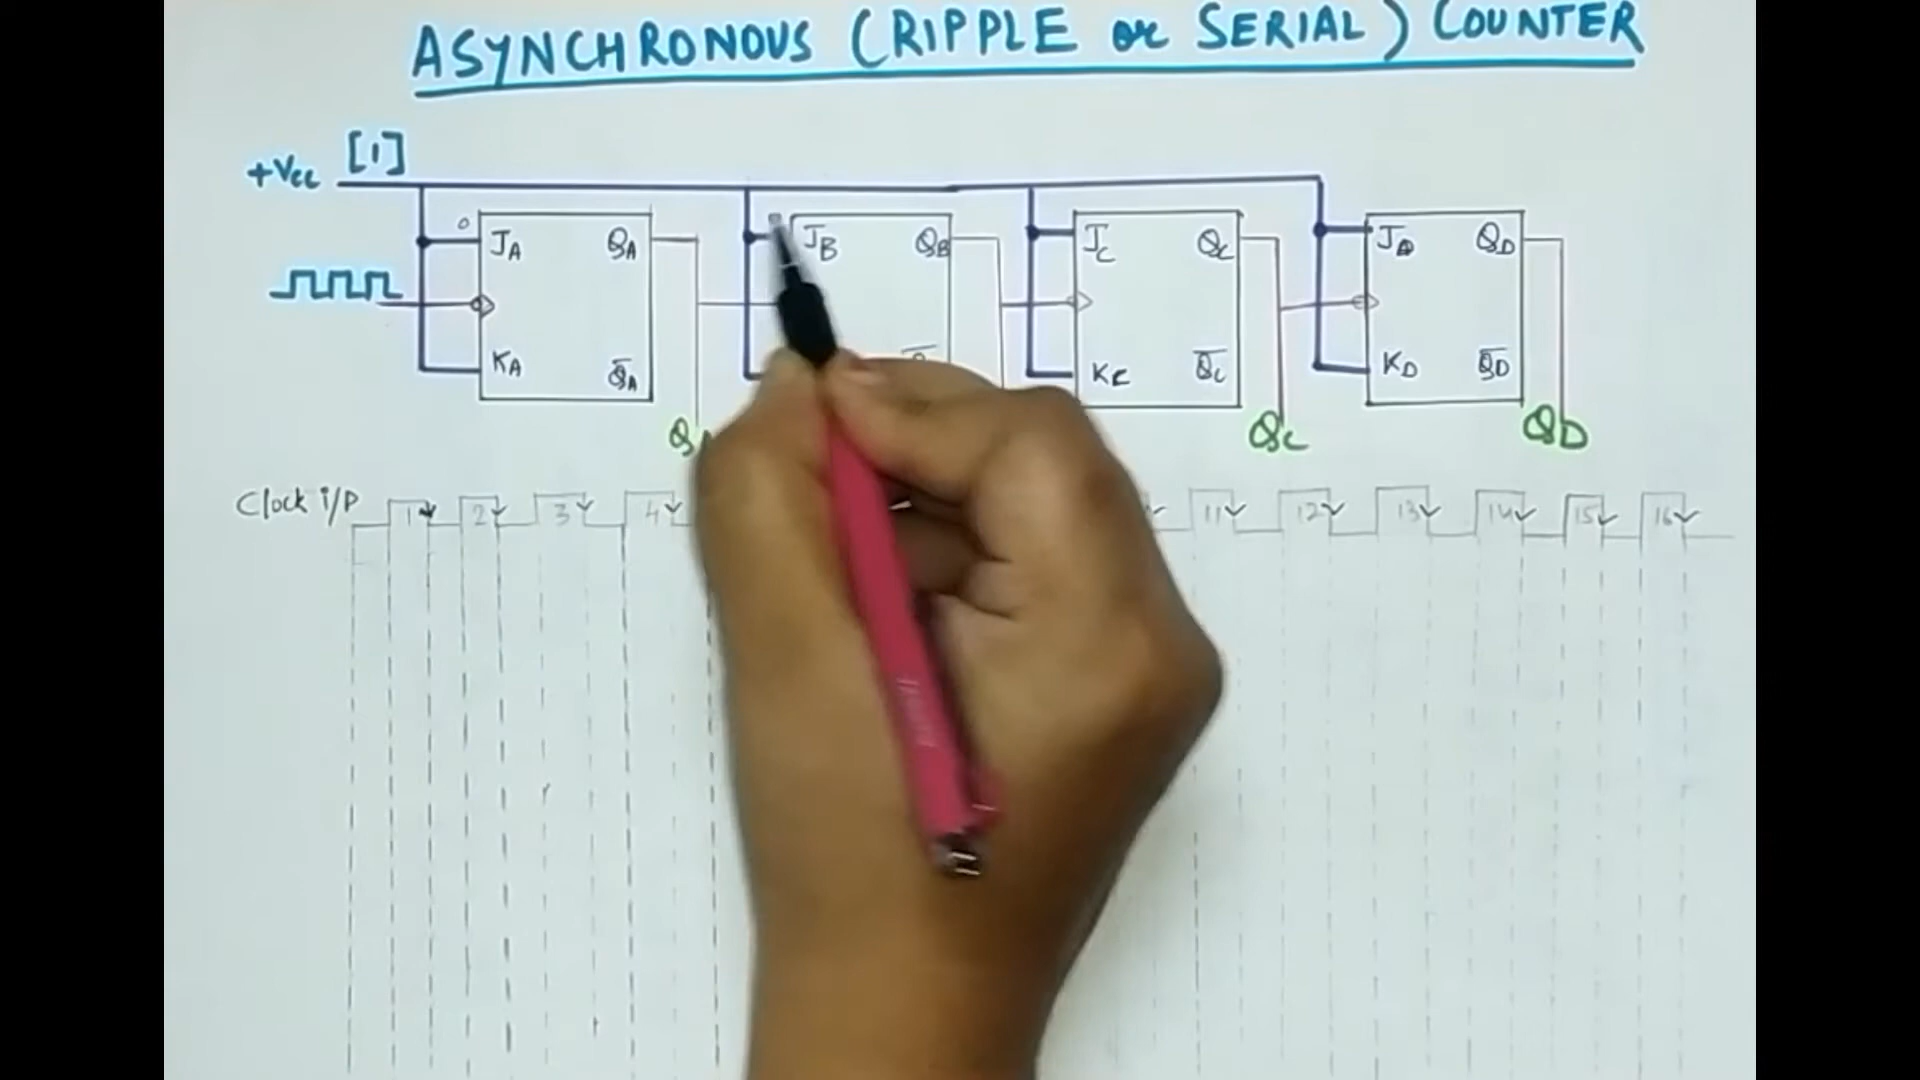 ASYNCHRONOUS (RIPPLE or SERIAL) COUNTER
+Vcc [1]
0
JA QA JB QB JC QC JD QD
KA Q̅A KC Q̅C KD Q̅D
QC QD
Clock i/p 1 2 3 4 11 12 13 14 15 16